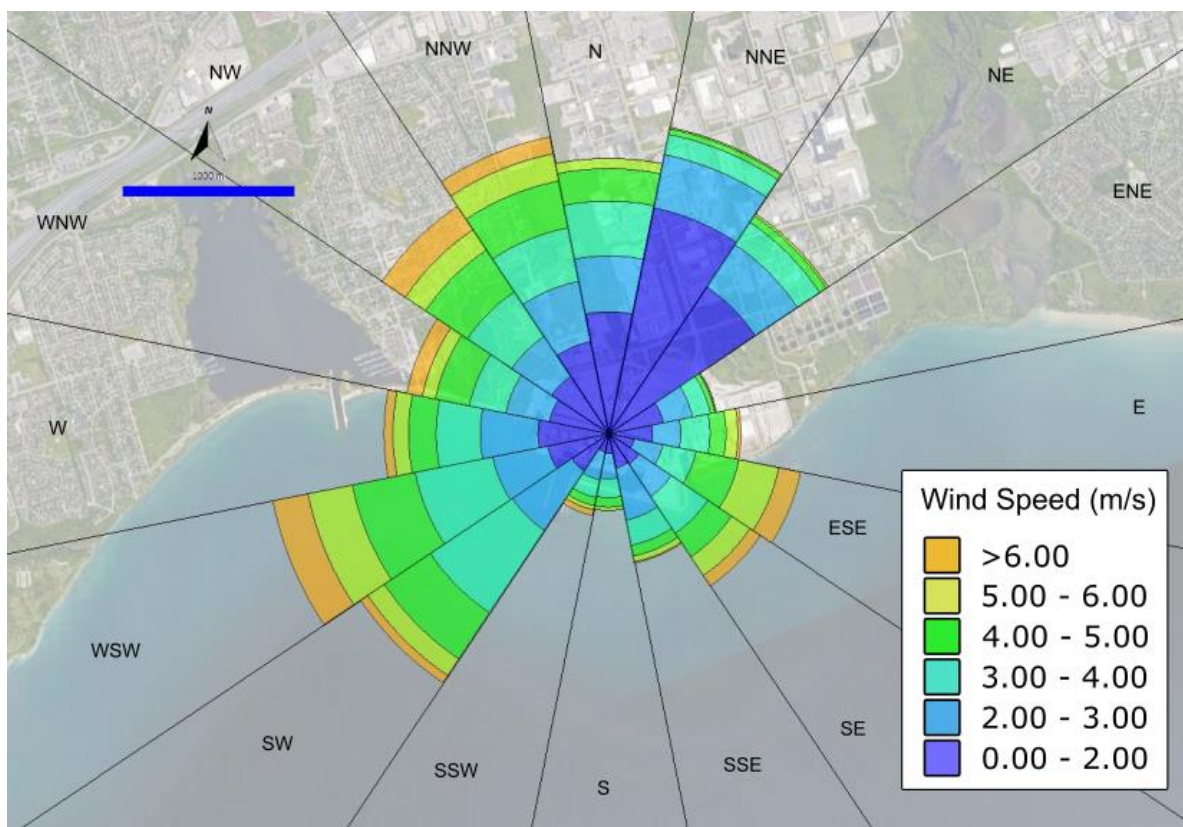 N
NNE
NE
ENE
E
ESE
SE
SSE
S
SSW
SW
WSW
W
WNW
NW
NNW
N
1000 m
Wind Speed (m/s)
>6.00
5.00 - 6.00
4.00 - 5.00
3.00 - 4.00
2.00 - 3.00
0.00 - 2.00